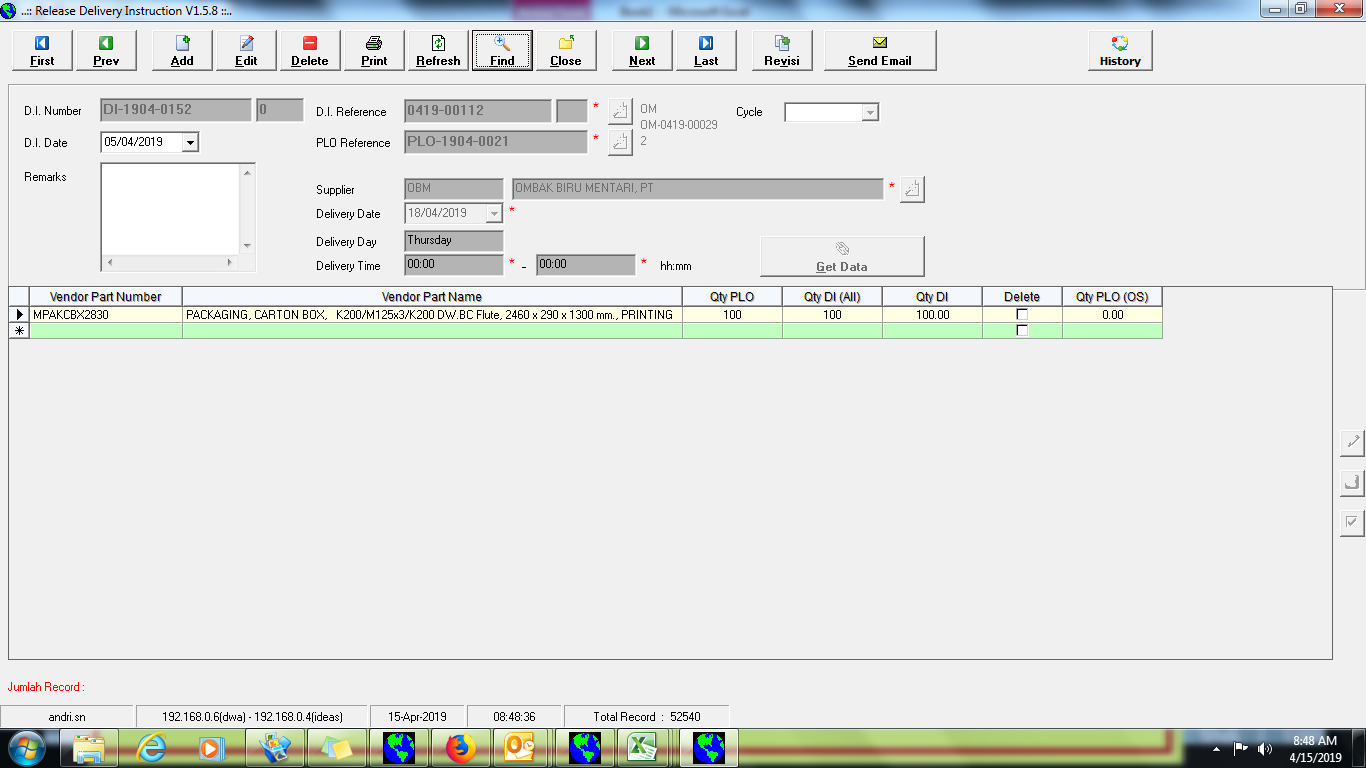 ..:: Release Delivery Instruction V1.5.8 ::..
First Prev Add Edit Delete Print Refresh Find Close Next Last Revisi Send Email History
D.I. Number DI-1904-0152 0 D.I. Reference 0419-00112 * OM Cycle
OM-0419-00029
D.I. Date 05/04/2019 PLO Reference PLO-1904-0021 * 2
Remarks
Supplier OBM OMBAK BIRU MENTARI, PT *
Delivery Date 18/04/2019 *
Delivery Day Thursday
Delivery Time 00:00 * - 00:00 * hh:mm Get Data
Vendor Part Number Vendor Part Name Qty PLO Qty DI (All) Qty DI Delete Qty PLO (OS)
MPAKCBX2830 PACKAGING, CARTON BOX, K200/M125x3/K200 DW.BC Flute, 2460 x 290 x 1300 mm., PRINTING 100 100 100.00 0.00
Jumlah Record :
andri.sn 192.168.0.6(dwa) - 192.168.0.4(ideas) 15-Apr-2019 08:48:36 Total Record : 52540
8:48 AM
4/15/2019